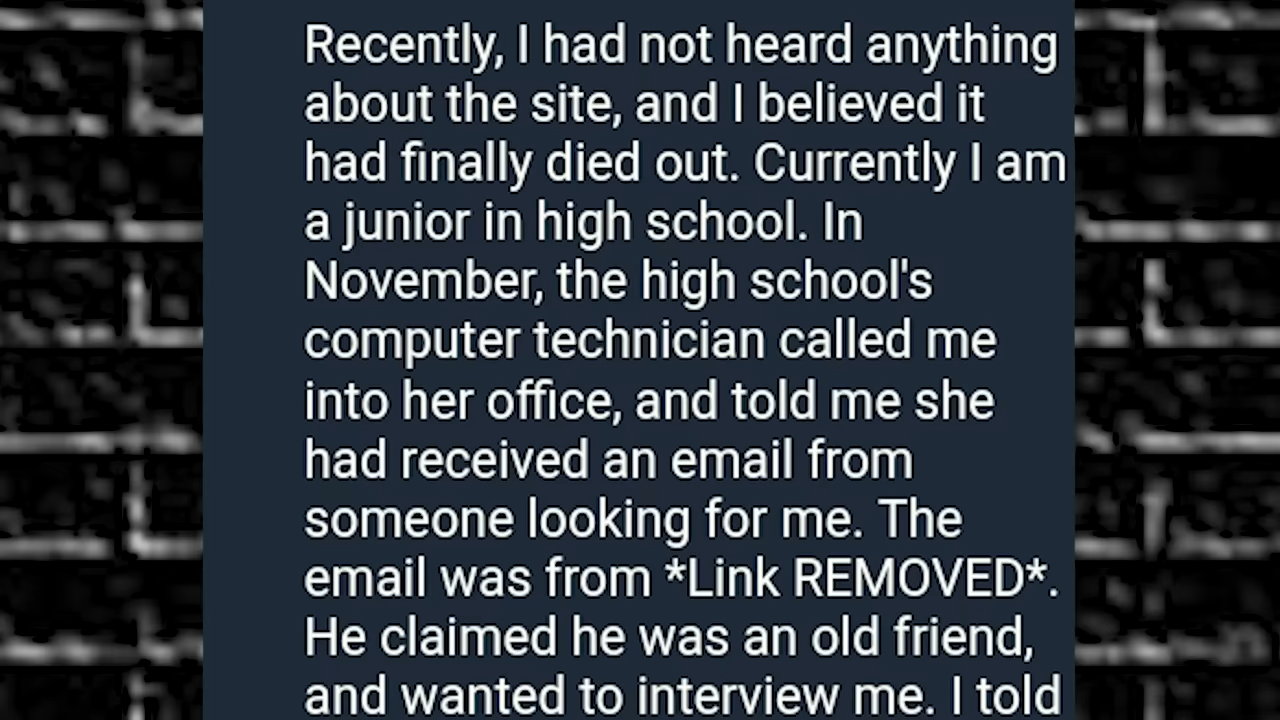 Recently, I had not heard anything
about the site, and I believed it
had finally died out. Currently I am
a junior in high school. In
November, the high school's
computer technician called me
into her office, and told me she
had received an email from
someone looking for me. The
email was from *Link REMOVED*.
He claimed he was an old friend,
and wanted to interview me. I told